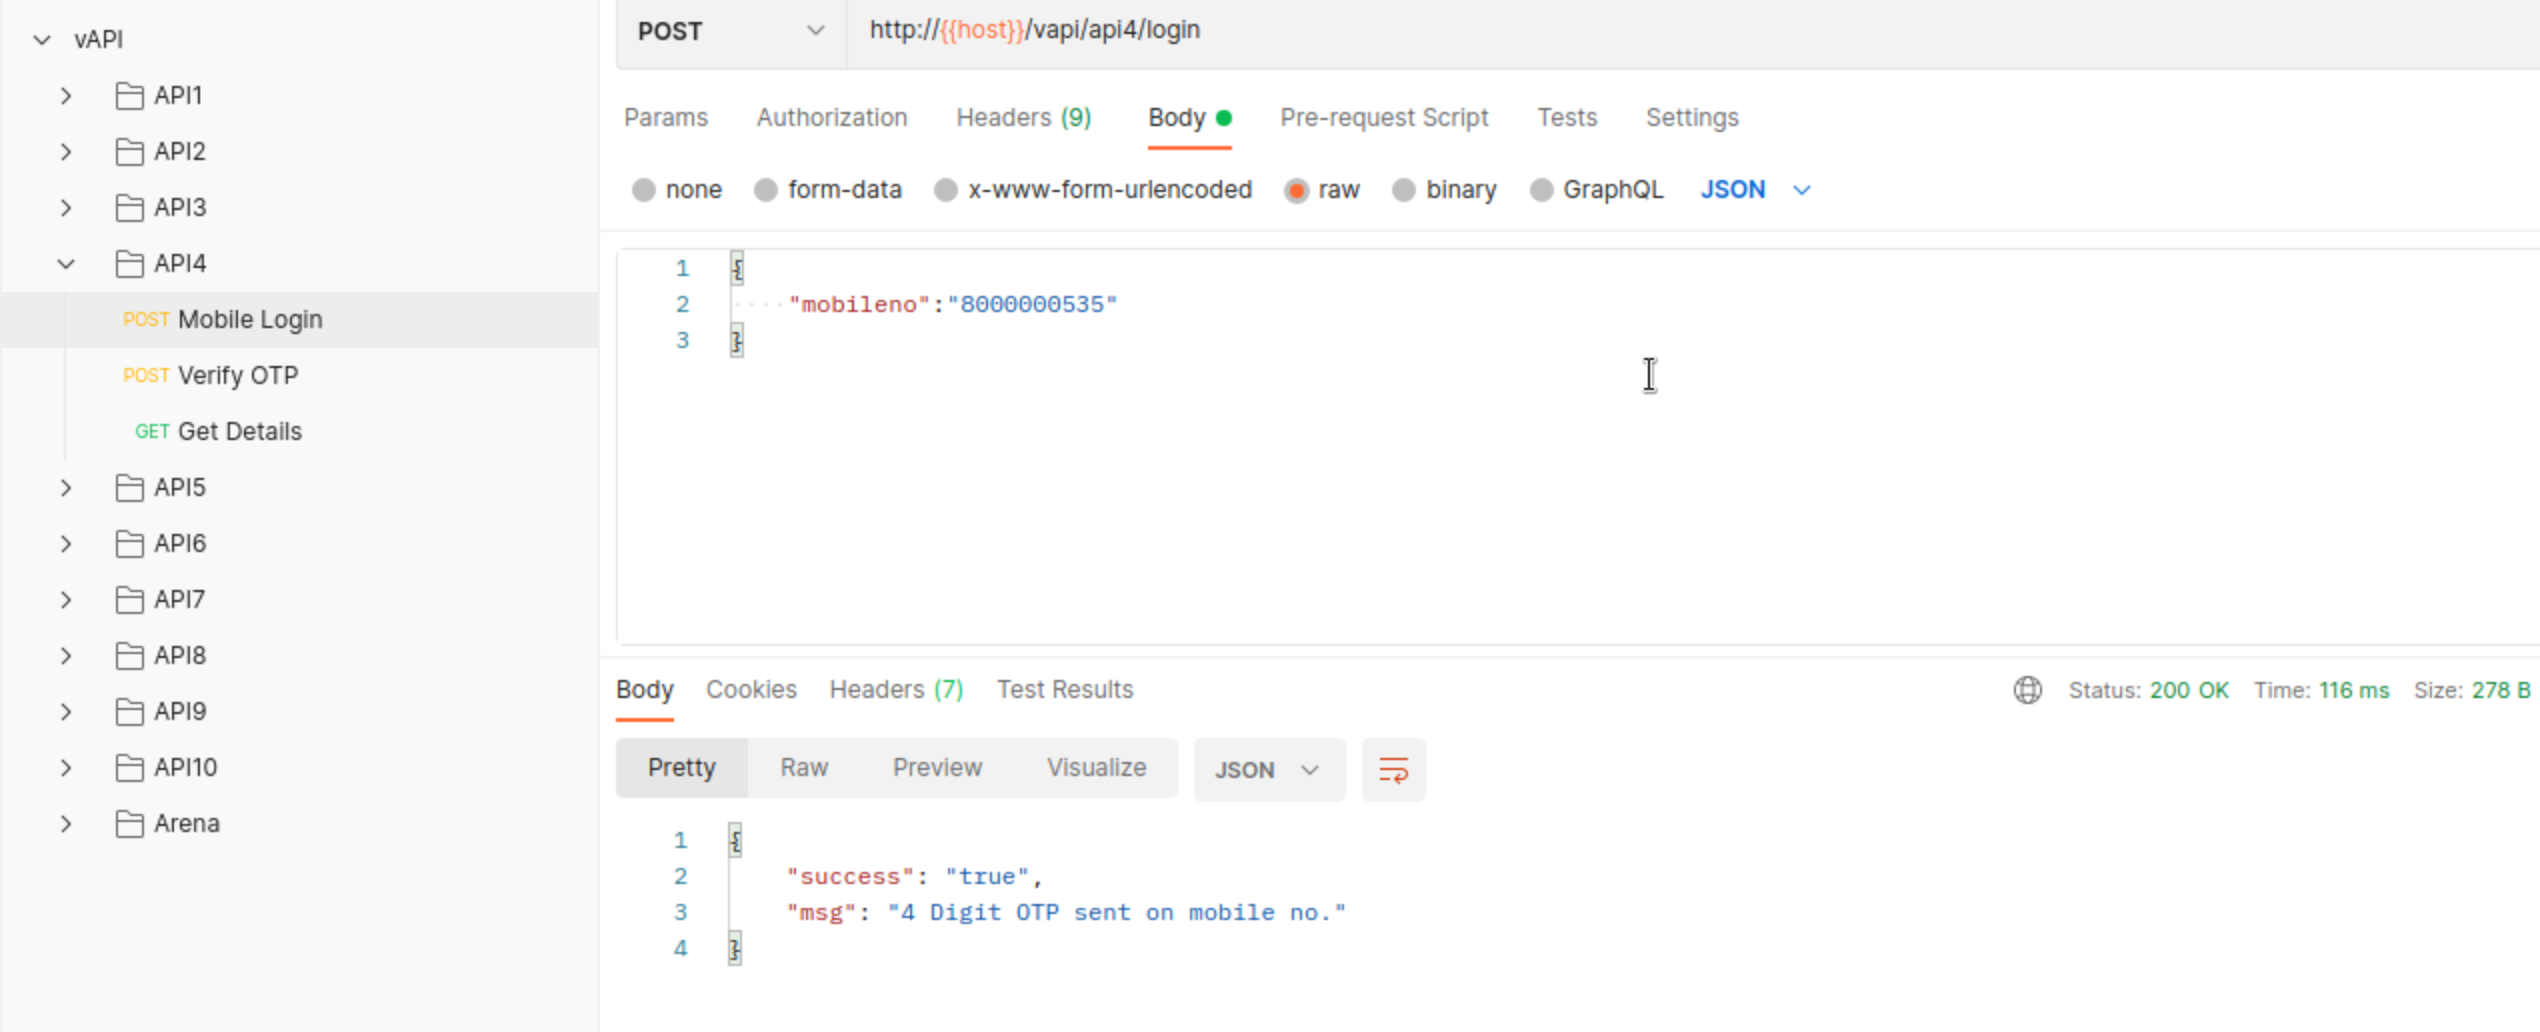 vAPI
API1
API2
API3
API4
POST Mobile Login
POST Verify OTP
GET Get Details
API5
API6
API7
API8
API9
API10
Arena
POST http://{{host}}/vapi/api4/login
Params Authorization Headers (9) Body Pre-request Script Tests Settings
none form-data x-www-form-urlencoded raw binary GraphQL JSON
1 {
2 "mobileno":"8000000535"
3 }
Body Cookies Headers (7) Test Results Status: 200 OK Time: 116 ms Size: 278 B
Pretty Raw Preview Visualize JSON
1 {
2 "success": "true",
3 "msg": "4 Digit OTP sent on mobile no."
4 }